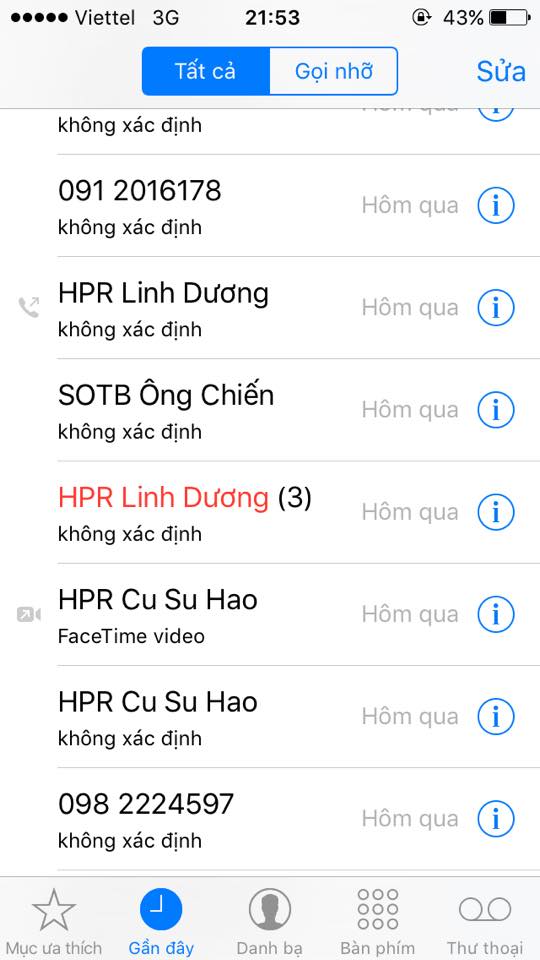 Viettel 3G 21:53 43%
Tất cả Gọi nhỡ Sửa
không xác định
091 2016178
Hôm qua
không xác định
HPR Linh Dương
Hôm qua
không xác định
SOTB Ông Chiến
Hôm qua
không xác định
HPR Linh Dương (3)
Hôm qua
không xác định
HPR Cu Su Hao
Hôm qua
FaceTime video
HPR Cu Su Hao
Hôm qua
không xác định
098 2224597
Hôm qua
không xác định
Mục ưa thích Gần đây Danh bạ Bàn phím Thư thoại